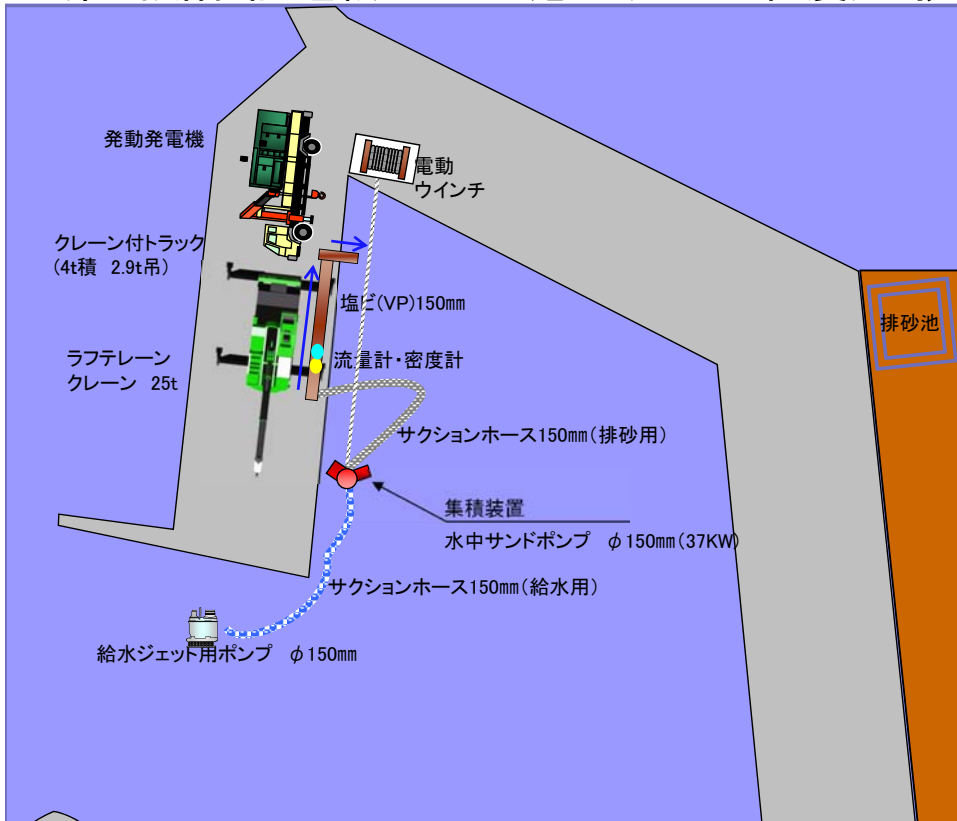 発動発電機
電動
ウインチ
クレーン付トラック
(4t積 2.9t吊)
塩ビ(VP)150mm
排砂池
ラフテレーン
クレーン 25t
流量計・密度計
サクションホース150mm(排砂用)
集積装置
水中サンドポンプ φ150mm(37KW)
サクションホース150mm(給水用)
給水ジェット用ポンプ φ150mm